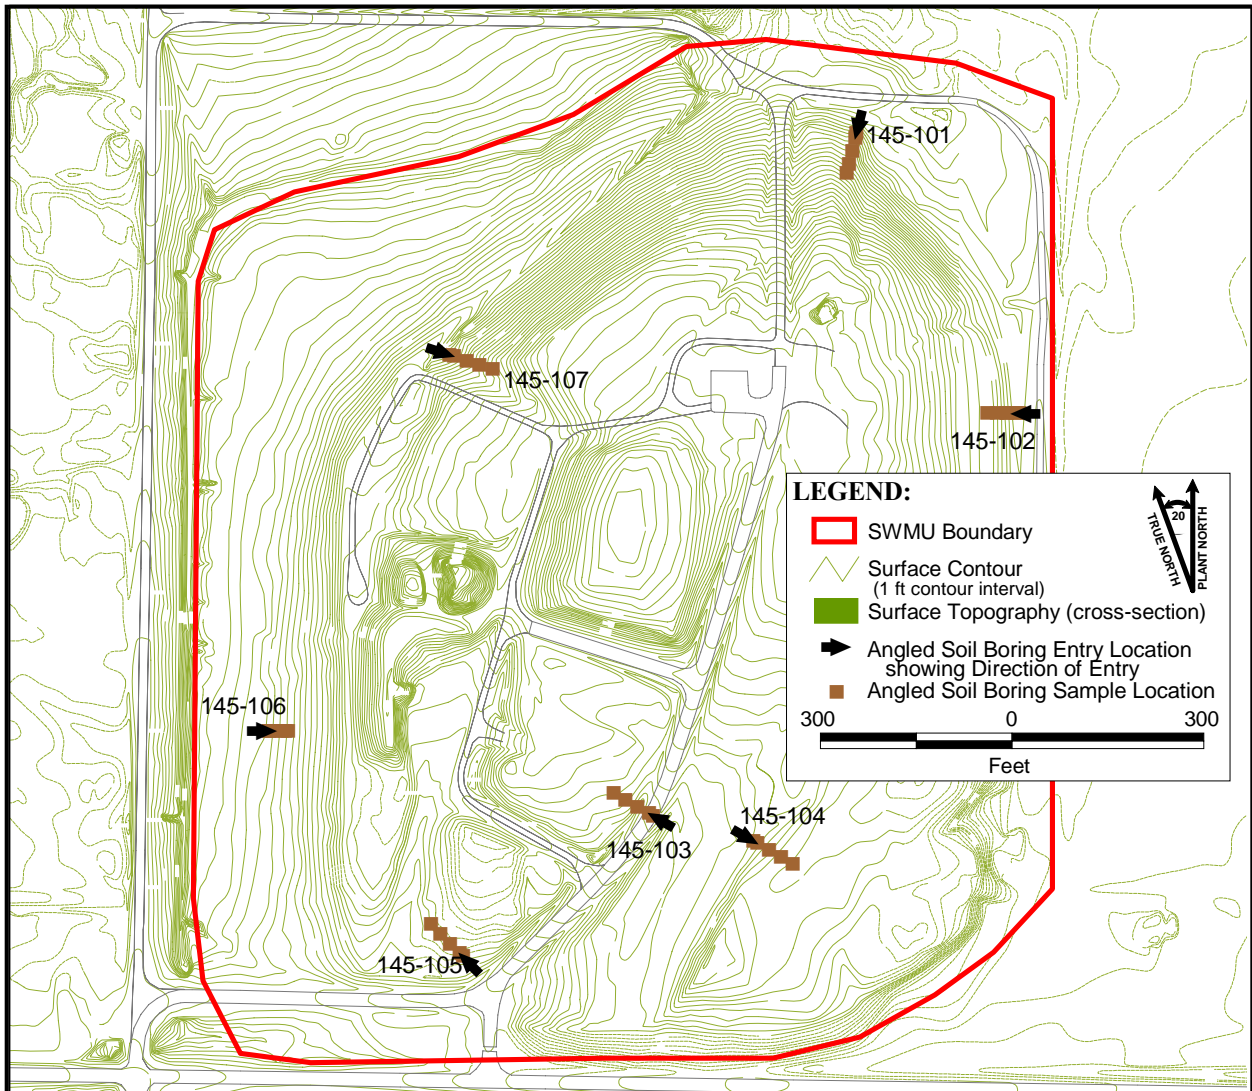 145-101
145-107
145-102
LEGEND:
SWMU Boundary
Surface Contour
(1 ft contour interval)
Surface Topography (cross-section)
Angled Soil Boring Entry Location
showing Direction of Entry
Angled Soil Boring Sample Location
20
TRUE NORTH
PLANT NORTH
300 0 300
Feet
145-106
145-104
145-103
145-105